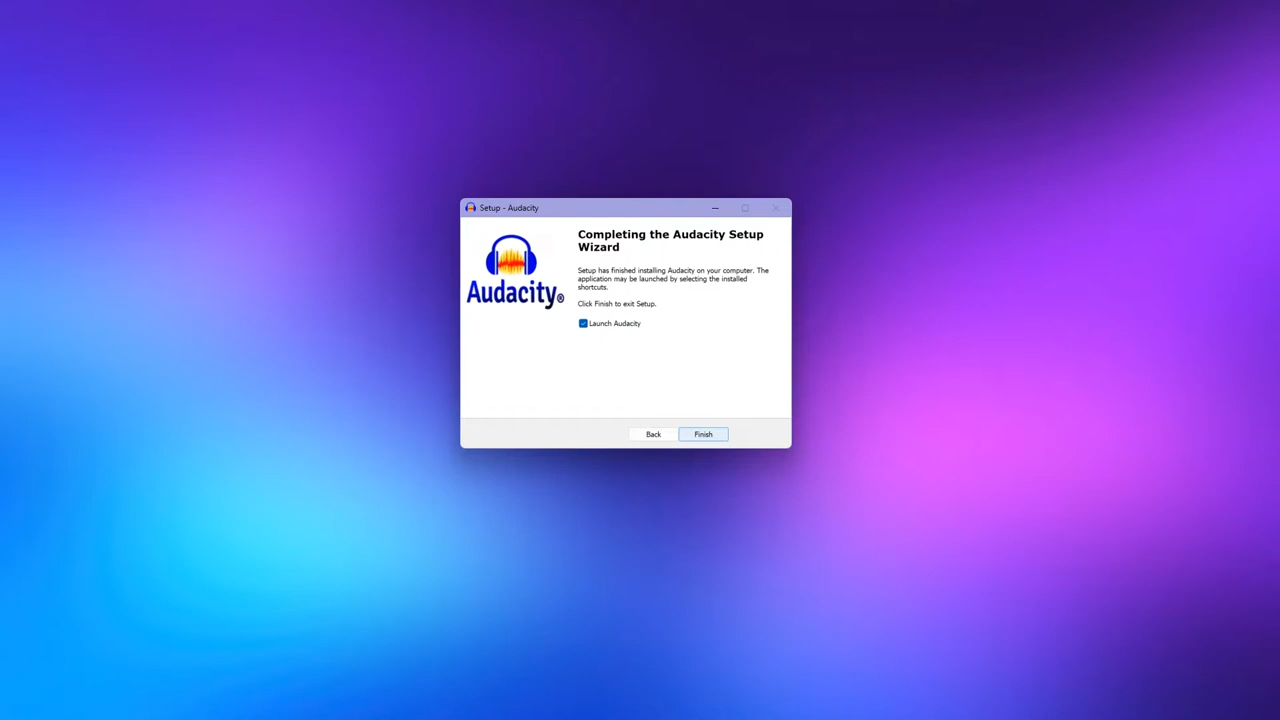 Setup - Audacity
Completing the Audacity Setup
Wizard
Setup has finished installing Audacity on your computer. The
application may be launched by selecting the installed
shortcuts.
Click Finish to exit Setup.
Launch Audacity
Audacity®
Back
Finish